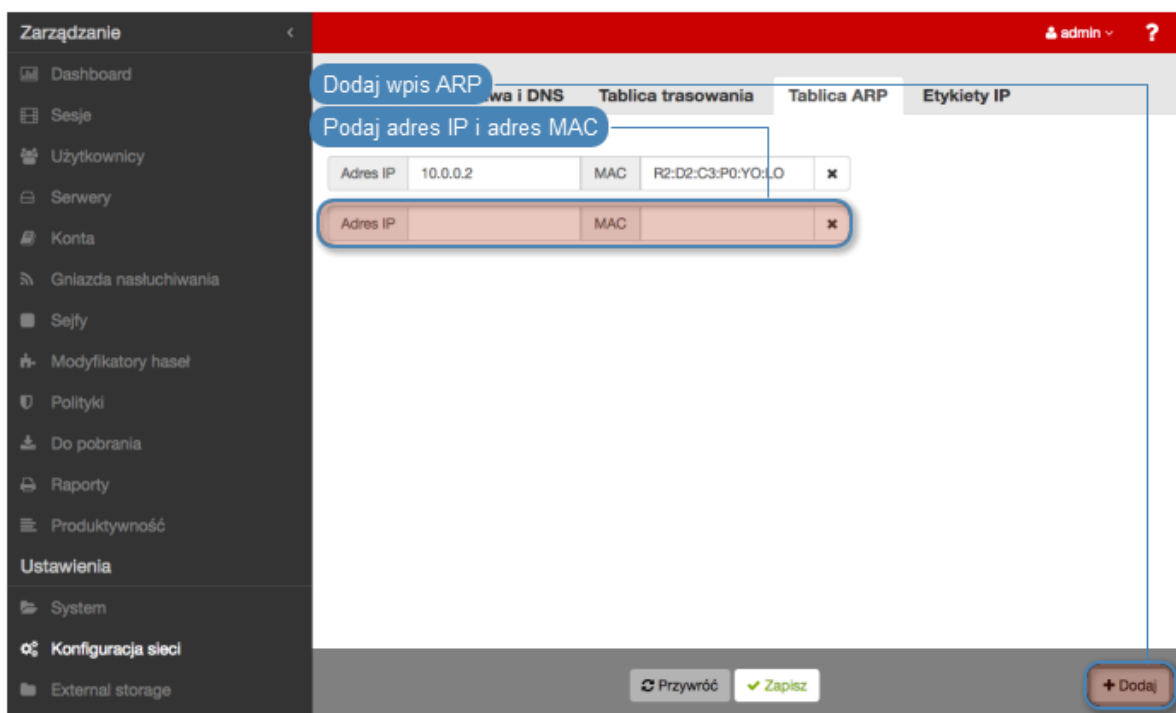 Zarządzanie
admin
?
Dashboard
Sesje
Użytkownicy
Serwery
Konta
Gniazda nasłuchiwania
Sejfy
Modyfikatory haseł
Polityki
Do pobrania
Raporty
Produktywność
Ustawienia
System
Konfiguracja sieci
External storage
Dodaj wpis ARP
wa i DNS Tablica trasowania Tablica ARP Etykiety IP
Podaj adres IP i adres MAC
Adres IP 10.0.0.2 MAC R2:D2:C3:P0:YO:LO
Adres IP MAC
Przywróć Zapisz + Dodaj